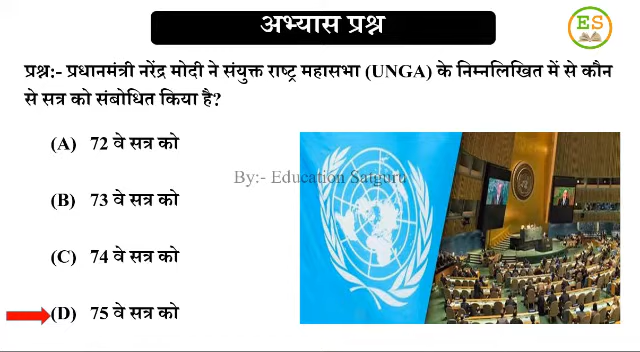 अभ्यास प्रश्न
ES
प्रश्न:- प्रधानमंत्री नरेंद्र मोदी ने संयुक्त राष्ट्र महासभा (UNGA) के निम्नलिखित में से कौन
से सत्र को संबोधित किया है?
(A) 72 वे सत्र को
By:- Education Satguru
(B) 73 वे सत्र को
(C) 74 वे सत्र को
(D) 75 वे सत्र को